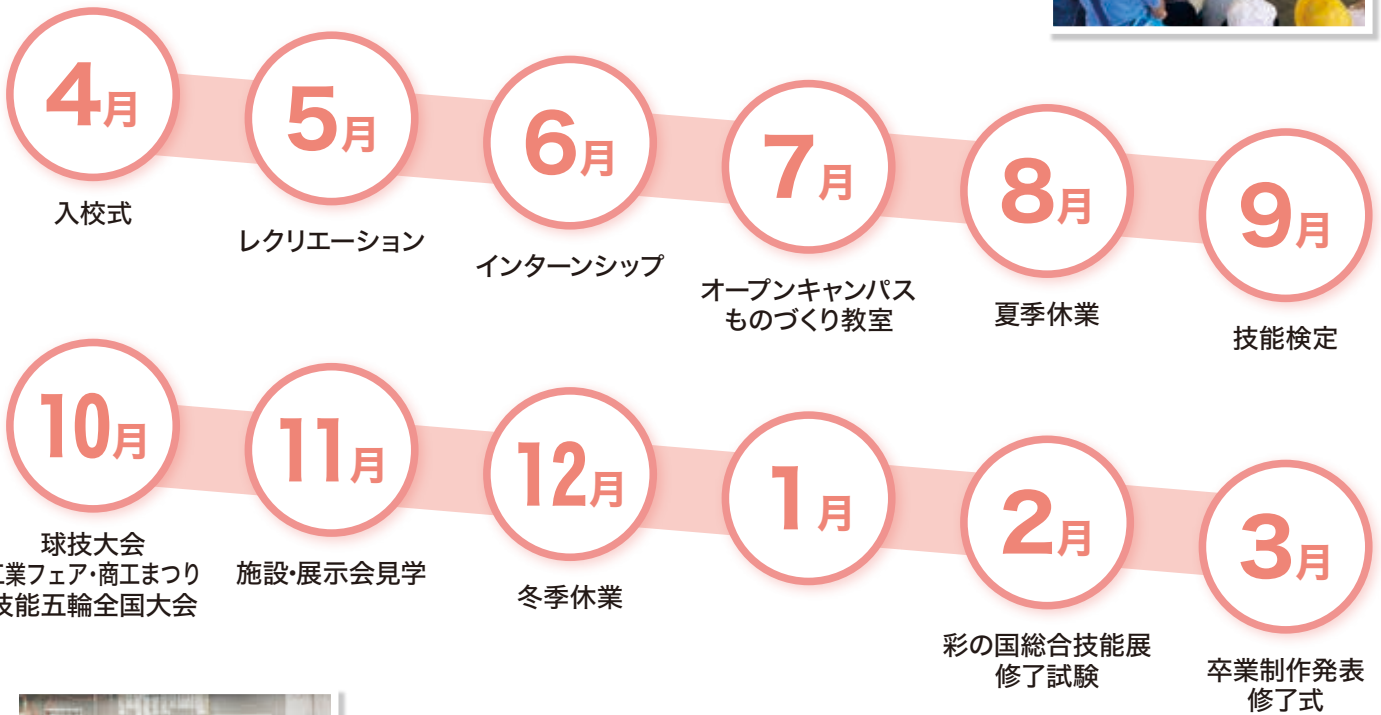 4月
入校式
5月
レクリエーション
6月
インターンシップ
7月
オープンキャンパス
ものづくり教室
8月
夏季休業
9月
技能検定
10月
球技大会
業フェア・商工まつり
技能五輪全国大会
11月
施設・展示会見学
12月
冬季休業
1月
2月
彩の国総合技能展
修了試験
3月
卒業制作発表
修了式